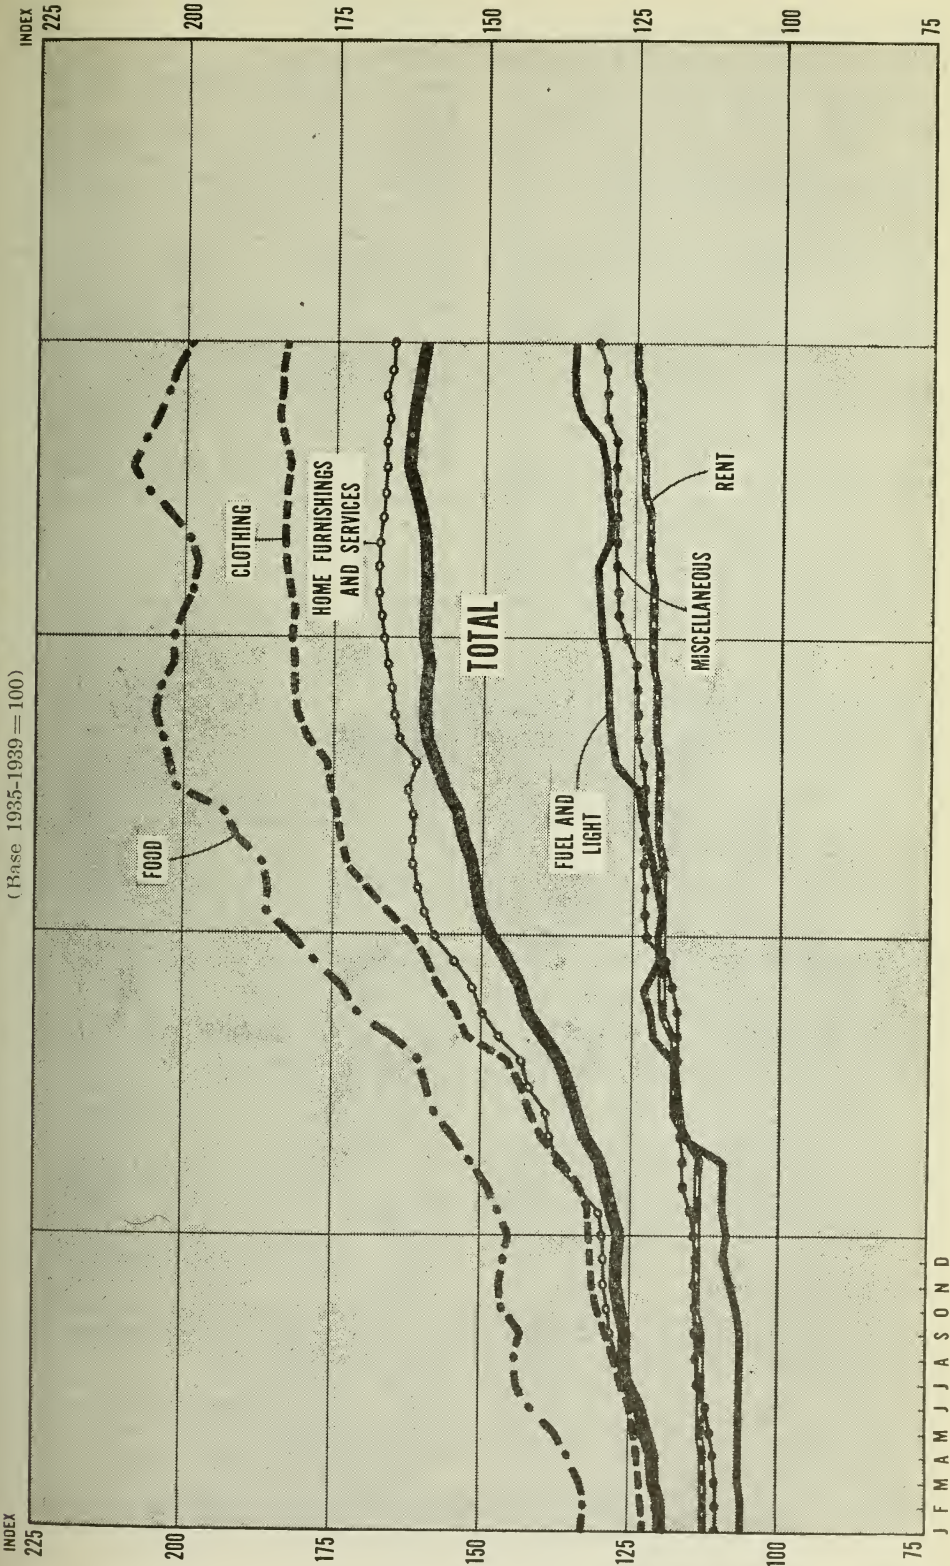 (Base 1935-1939 = 100)
INDEX
225
200
175
150
125
100
75
INDEX
225
200
175
150
125
100
75
FOOD
CLOTHING
HOME FURNISHINGS
AND SERVICES
TOTAL
FUEL AND
LIGHT
MISCELLANEOUS
RENT
J F M A M J J A S O N D